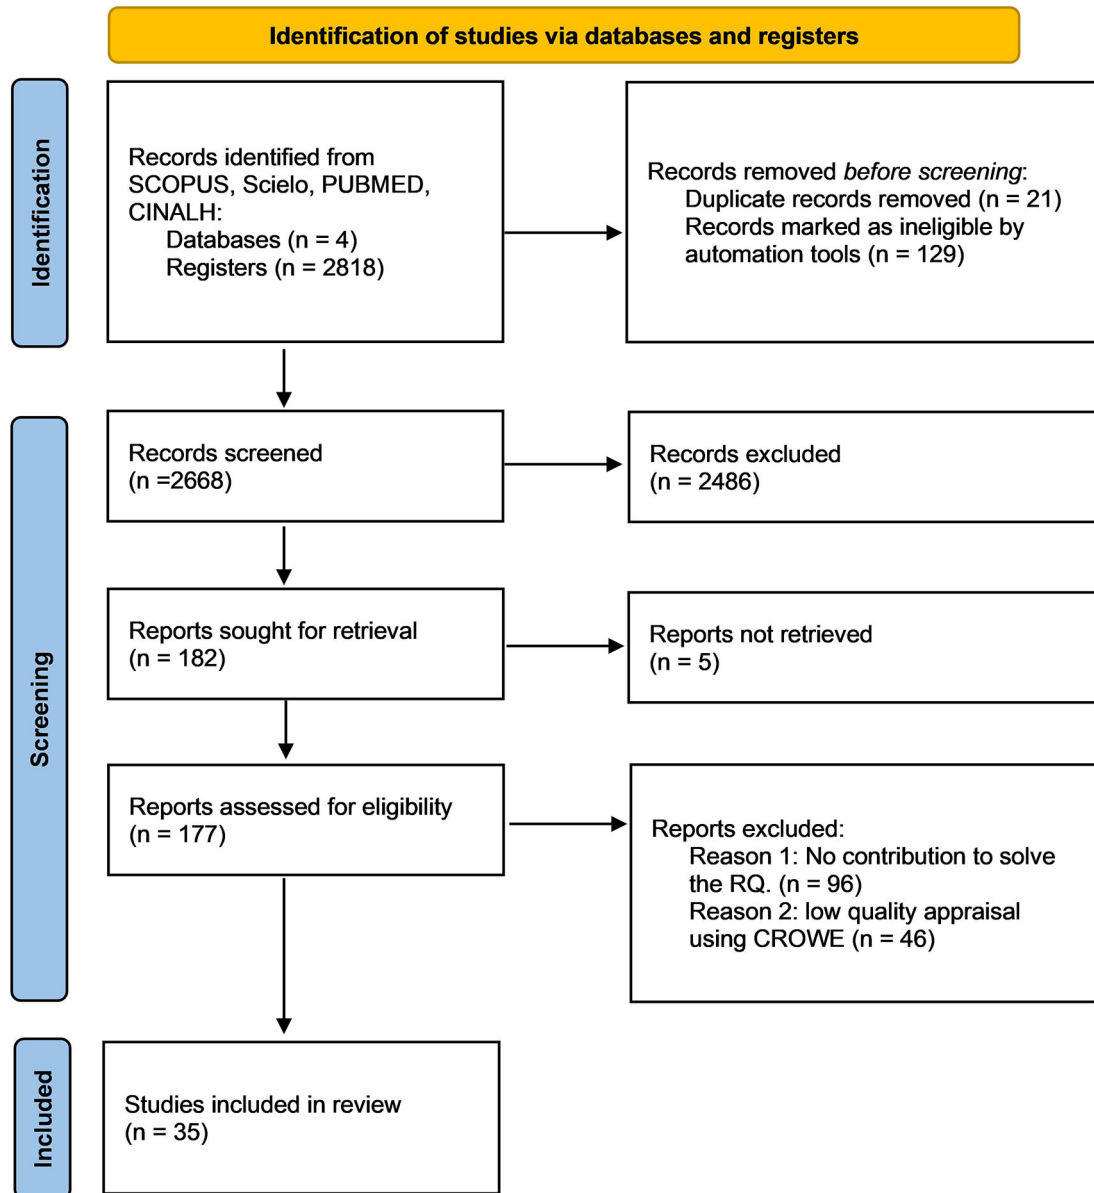 Identification of studies via databases and registers
Identification
Records identified from
SCOPUS, Scielo, PUBMED,
CINALH:
Databases (n = 4)
Registers (n = 2818)
Records removed before screening:
Duplicate records removed (n = 21)
Records marked as ineligible by
automation tools (n = 129)
Screening
Records screened
(n =2668)
Records excluded
(n = 2486)
Reports sought for retrieval
(n = 182)
Reports not retrieved
(n = 5)
Reports assessed for eligibility
(n = 177)
Reports excluded:
Reason 1: No contribution to solve
the RQ. (n = 96)
Reason 2: low quality appraisal
using CROWE (n = 46)
Included
Studies included in review
(n = 35)